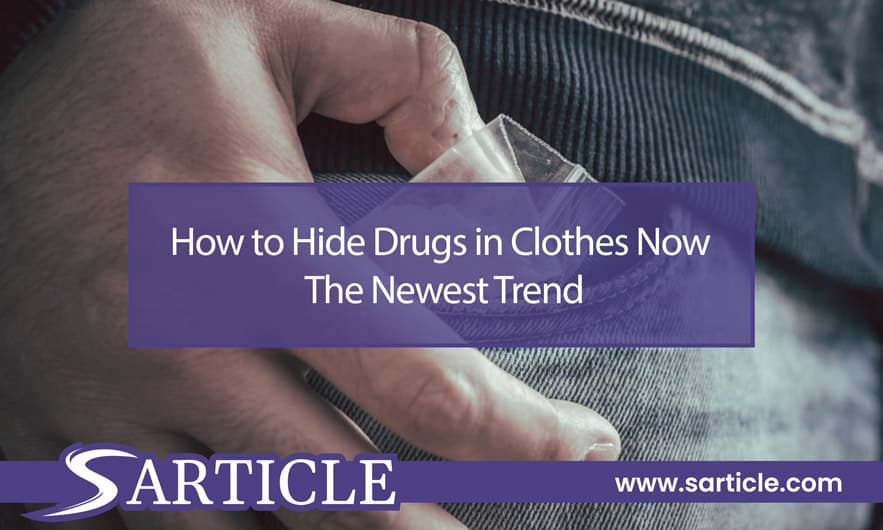 How to Hide Drugs in Clothes Now
The Newest Trend
SARTICLE
www.sarticle.com